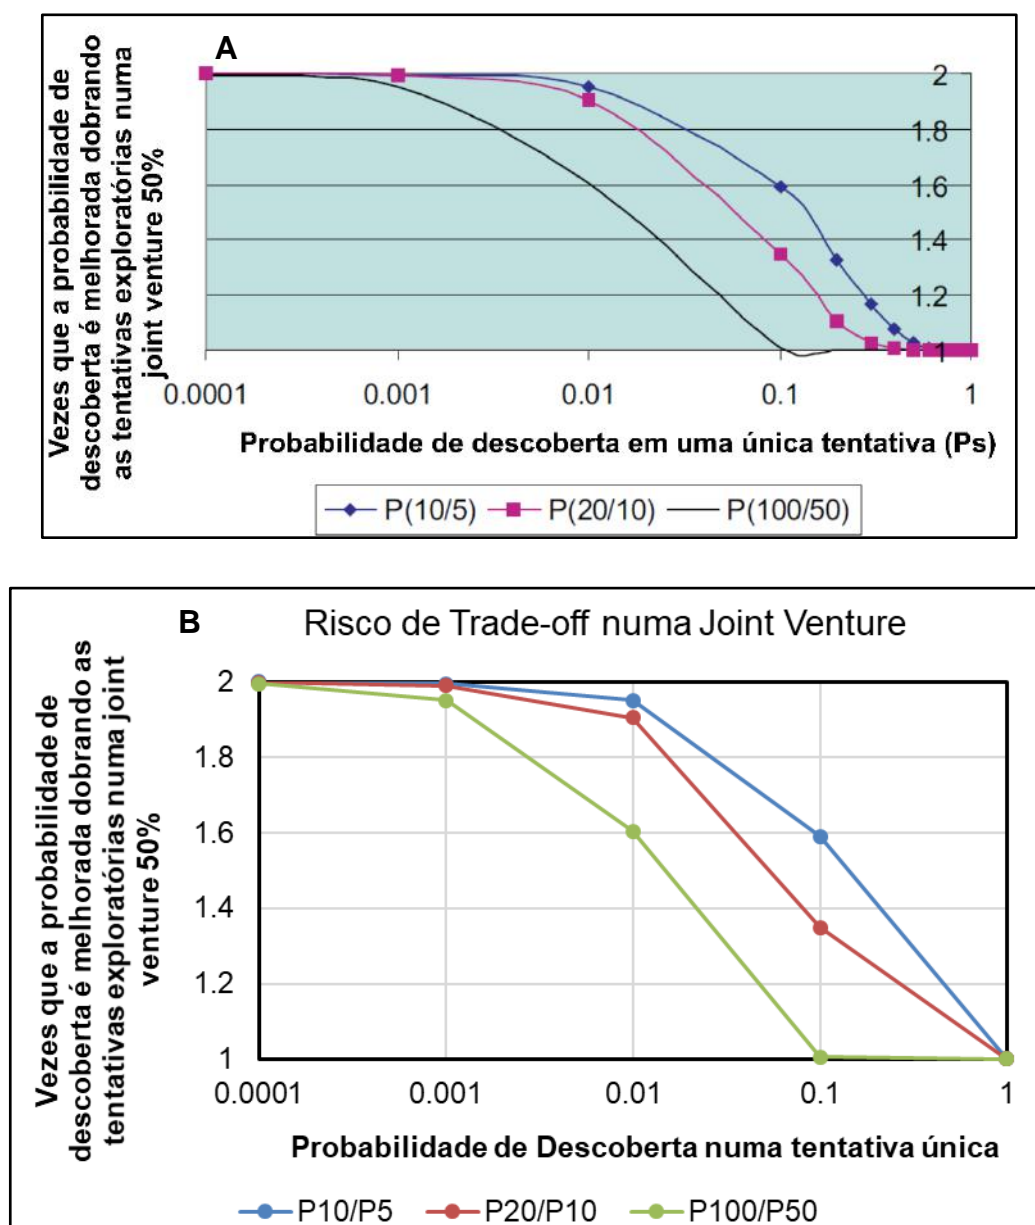 A
Vezes que a probabilidade de
descoberta é melhorada dobrando
as tentativas exploratórias numa
joint venture 50%
2
1.8
1.6
1.4
1.2
1
0.0001 0.001 0.01 0.1 1
Probabilidade de descoberta em uma única tentativa (Ps)
P(10/5) P(20/10) P(100/50)
B Risco de Trade-off numa Joint Venture
Vezes que a probabilidade de
descoberta é melhorada dobrando as
tentativas exploratórias numa joint
venture 50%
2
1.8
1.6
1.4
1.2
1
0.0001 0.001 0.01 0.1 1
Probabilidade de Descoberta numa tentativa única
P10/P5 P20/P10 P100/P50